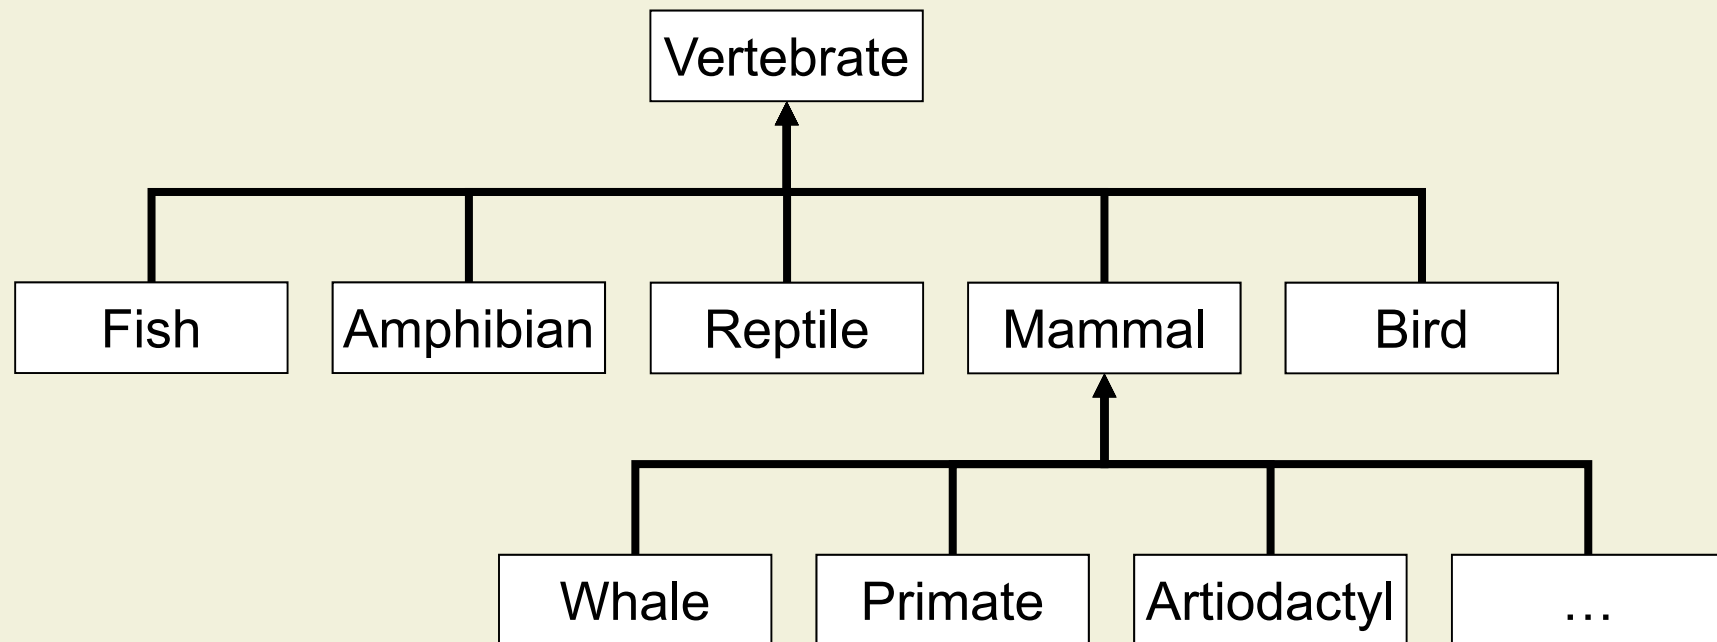 Vertebrate
Fish
Amphibian
Reptile
Mammal
Bird
Whale
Primate
Artiodactyl
…